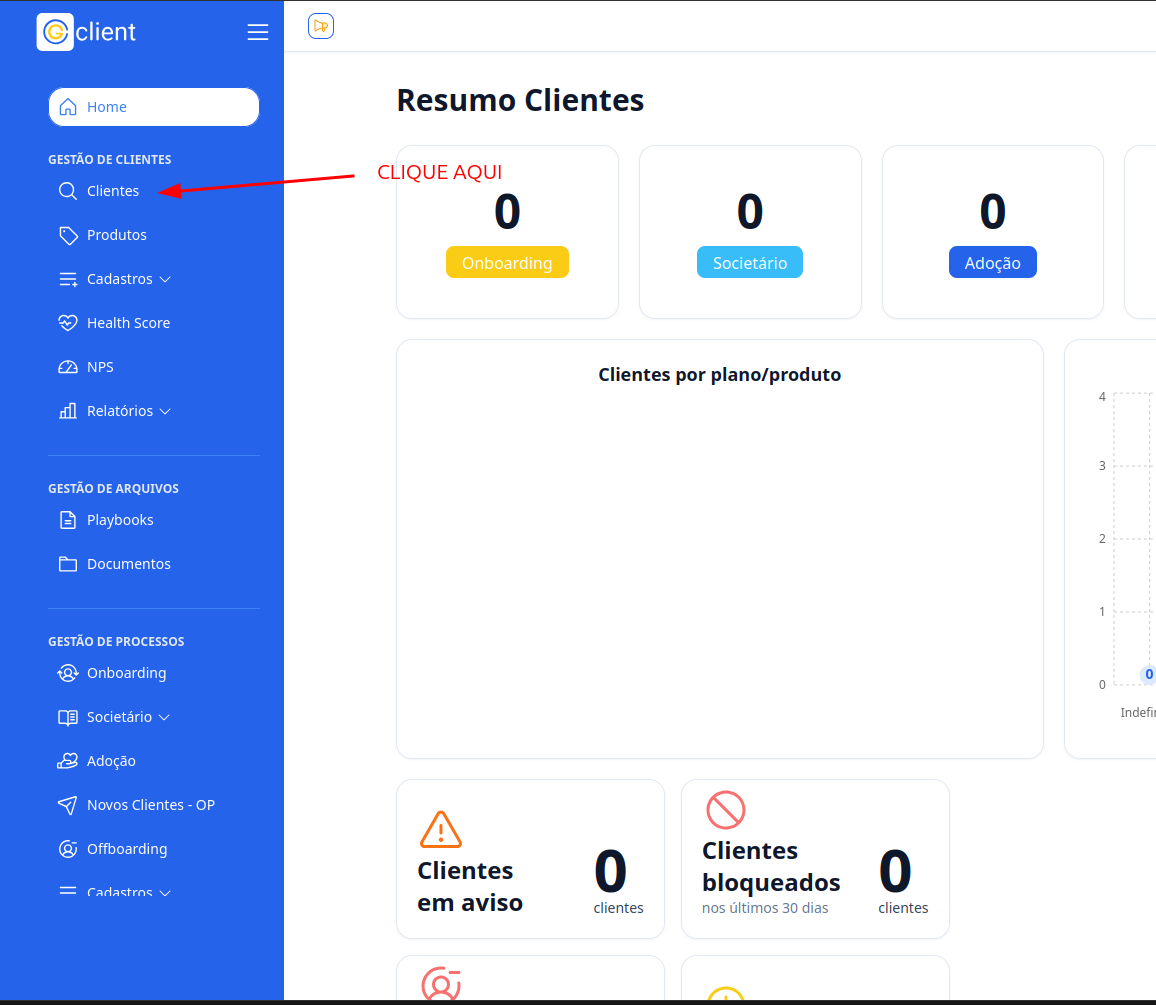 client
Home
GESTÃO DE CLIENTES
Clientes
Produtos
Cadastros
Health Score
NPS
Relatórios
GESTÃO DE ARQUIVOS
Playbooks
Documentos
GESTÃO DE PROCESSOS
Onboarding
Societário
Adoção
Novos Clientes - OP
Offboarding
Cadastros
Resumo Clientes
CLIQUE AQUI
0
Onboarding
0
Societário
0
Adoção
Clientes por plano/produto
4
3
2
1
0
0
Indefi
Clientes
em aviso
0
clientes
Clientes
bloqueados
nos últimos 30 dias
0
clientes